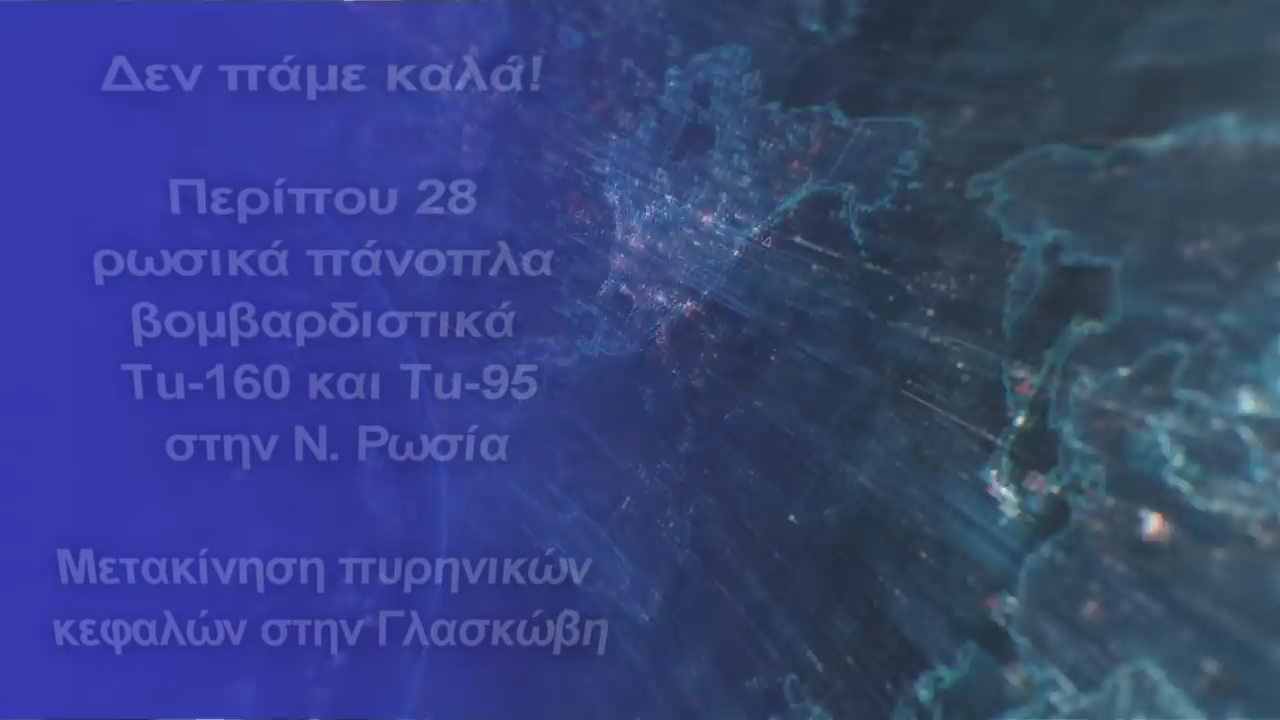 Δεν πάμε καλά!
Περίπου 28
ρωσικά πάνοπλα
βομβαρδιστικά
Tu-160 και Tu-95
στην Ν. Ρωσία
Μετακίνηση πυρηνικών
κεφαλών στην Γλασκώβη